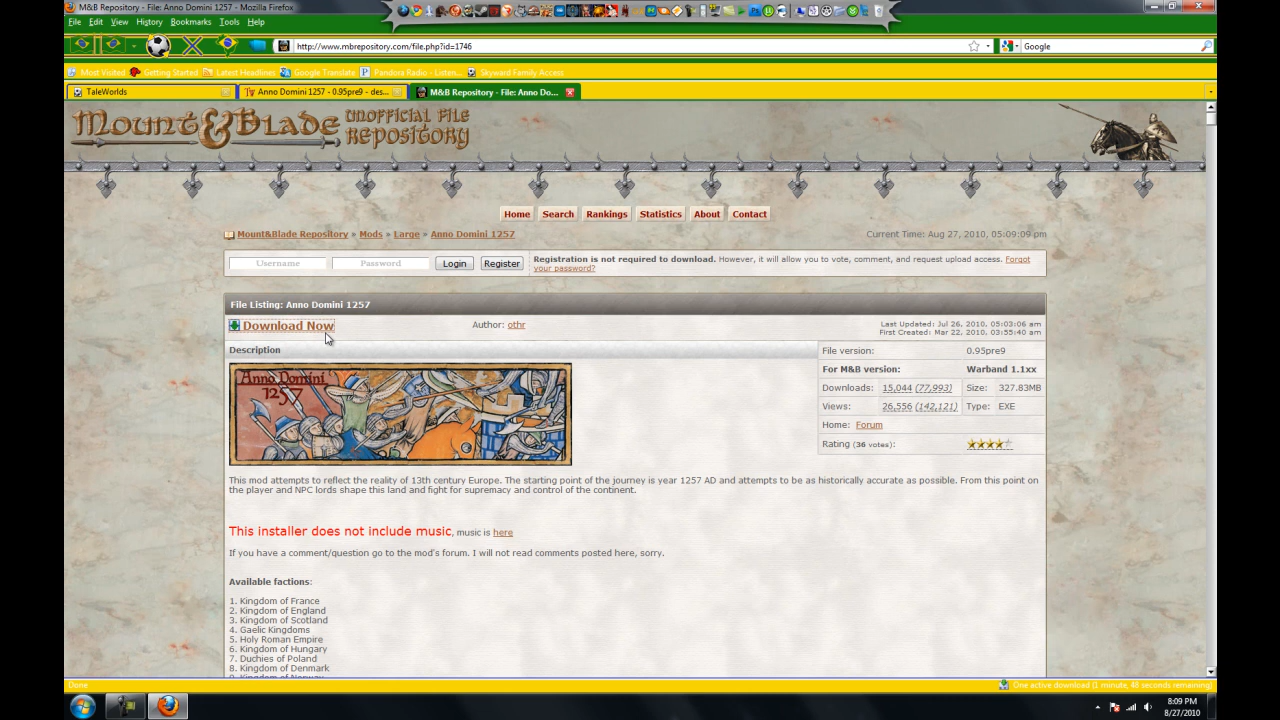 M&B Repository - File: Anno Domini 1257 - Mozilla Firefox
File Edit View History Bookmarks Tools Help
http://www.mbrepository.com/file.php?id=1746
Google
Most Visited Getting Started Latest Headlines Google Translate Pandora Radio - Listen... Skyward Family Access
TaleWorlds
Anno Domini 1257 - 0.95pre9 - des...
M&B Repository - File: Anno Do...
Mount&Blade Unofficial File Repository
Home Search Rankings Statistics About Contact
Mount&Blade Repository » Mods » Large » Anno Domini 1257
Current Time: Aug 27, 2010, 05:09:09 pm
Username Password Login Register
Registration is not required to download. However, it will allow you to vote, comment, and request upload access. Forgot
your password?
File Listing: Anno Domini 1257
Download Now
Author: othr
Last Updated: Jul 26, 2010, 05:03:06 am
First Created: Mar 22, 2010, 03:55:40 am
Description
File version: 0.95pre9
For M&B version: Warband 1.1xx
Downloads: 15,044 (77,993) Size: 327.83MB
Views: 26,556 (142,121) Type: EXE
Home: Forum
Rating (36 votes):
Anno Domini
1257
This mod attempts to reflect the reality of 13th century Europe. The starting point of the journey is year 1257 AD and attempts to be as historically accurate as possible. From this point on
the player and NPC lords shape this land and fight for supremacy and control of the continent.
This installer does not include music, music is here
If you have a comment/question go to the mod's forum. I will not read comments posted here, sorry.
Available factions:
1. Kingdom of France
2. Kingdom of England
3. Kingdom of Scotland
4. Gaelic Kingdoms
5. Holy Roman Empire
6. Kingdom of Hungary
7. Duchies of Poland
8. Kingdom of Denmark
9. Kingdom of Norway
Done
One active download (1 minute, 48 seconds remaining)
8:09 PM
8/27/2010